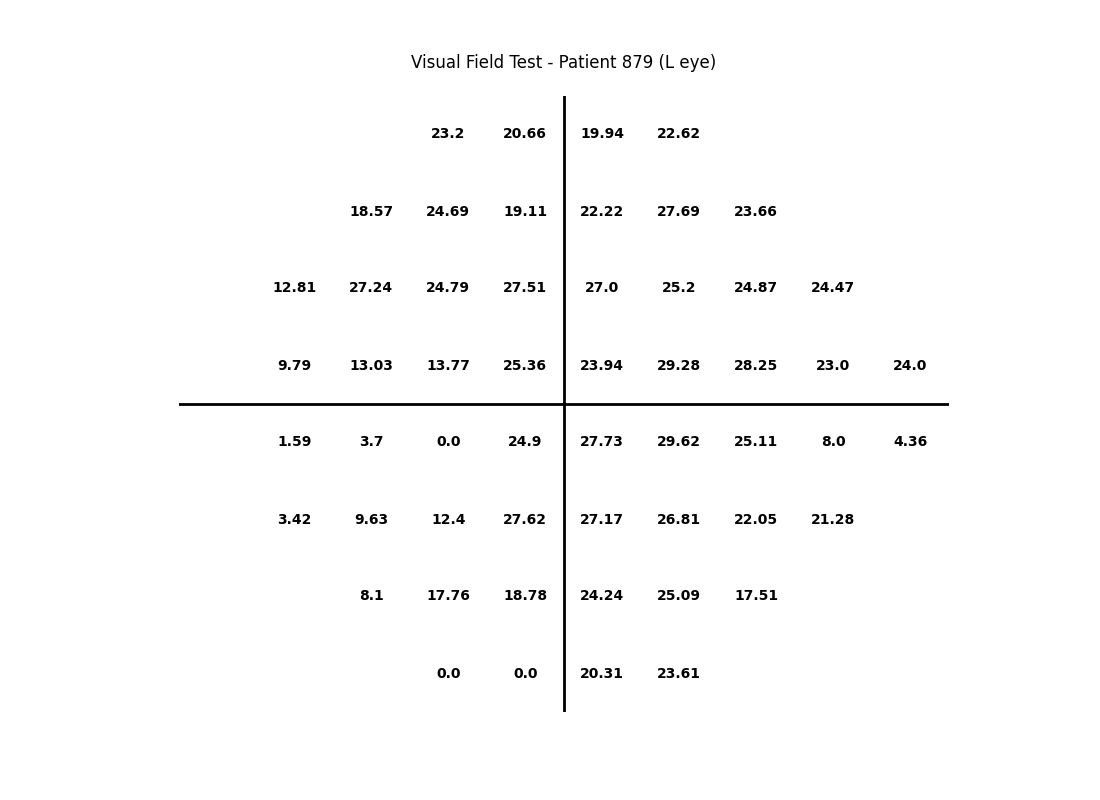 Visual Field Test - Patient 879 (L eye)
23.2 20.66 19.94 22.62
18.57 24.69 19.11 22.22 27.69 23.66
12.81 27.24 24.79 27.51 27.0 25.2 24.87 24.47
9.79 13.03 13.77 25.36 23.94 29.28 28.25 23.0 24.0
1.59 3.7 0.0 24.9 27.73 29.62 25.11 8.0 4.36
3.42 9.63 12.4 27.62 27.17 26.81 22.05 21.28
8.1 17.76 18.78 24.24 25.09 17.51
0.0 0.0 20.31 23.61